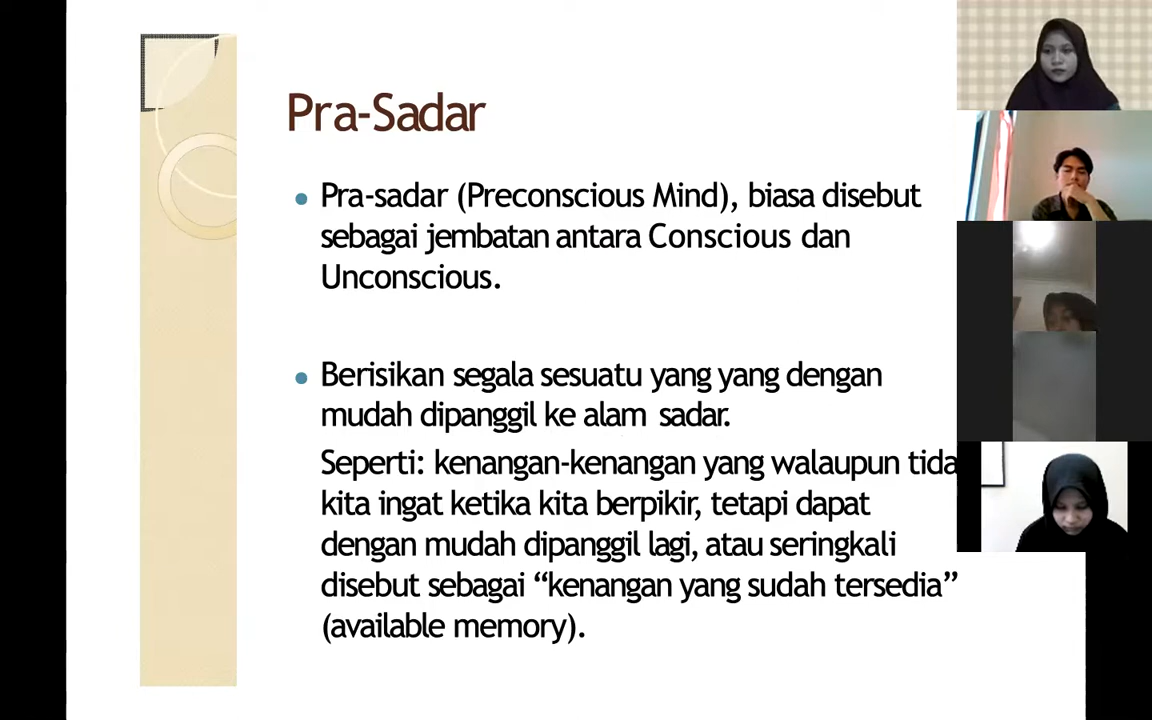 Pra-Sadar
Pra-sadar (Preconscious Mind), biasa disebut
sebagai jembatan antara Conscious dan
Unconscious.
Berisikan segala sesuatu yang yang dengan
mudah dipanggil ke alam sadar.
Seperti: kenangan-kenangan yang walaupun tida
kita ingat ketika kita berpikir, tetapi dapat
dengan mudah dipanggil lagi, atau seringkali
disebut sebagai “kenangan yang sudah tersedia”
(available memory).